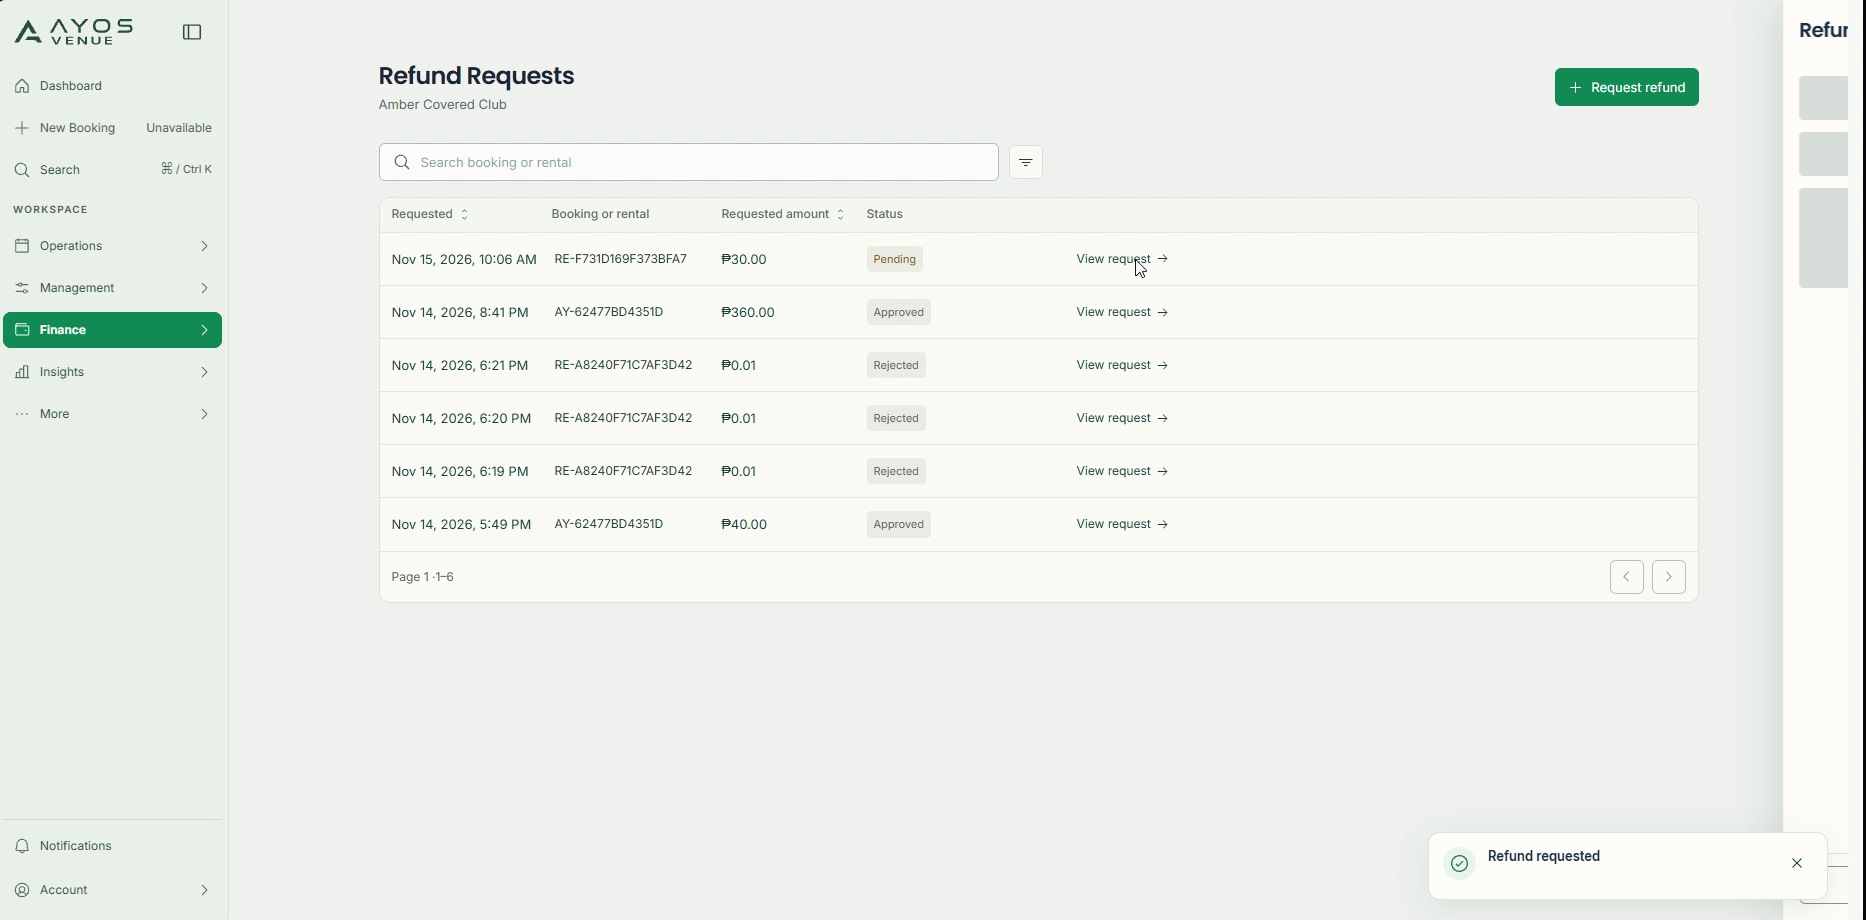 AYOS
VENUE
Dashboard
New Booking Unavailable
Search ⌘ / Ctrl K
WORKSPACE
Operations
Management
Finance
Insights
More
Notifications
Account
Refund Requests
Amber Covered Club
Request refund
Search booking or rental
Requested Booking or rental Requested amount Status
Nov 15, 2026, 10:06 AM RE-F731D169F373BFA7 ₱30.00 Pending View request →
Nov 14, 2026, 8:41 PM AY-62477BD4351D ₱360.00 Approved View request →
Nov 14, 2026, 6:21 PM RE-A8240F71C7AF3D42 ₱0.01 Rejected View request →
Nov 14, 2026, 6:20 PM RE-A8240F71C7AF3D42 ₱0.01 Rejected View request →
Nov 14, 2026, 6:19 PM RE-A8240F71C7AF3D42 ₱0.01 Rejected View request →
Nov 14, 2026, 5:49 PM AY-62477BD4351D ₱40.00 Approved View request →
Page 1 ·1–6
Refund requested